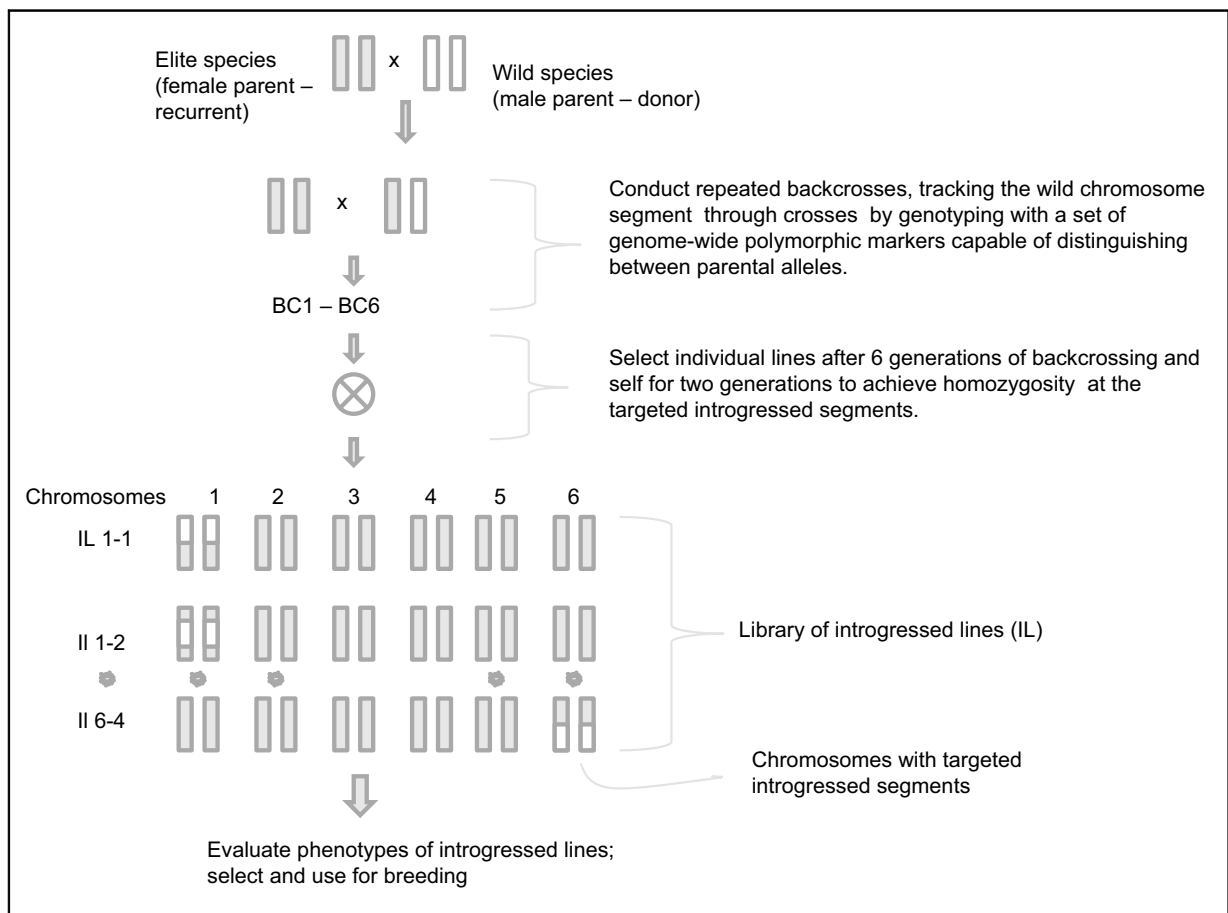 Elite species
(female parent –
recurrent)
x
Wild species
(male parent – donor)
x
Conduct repeated backcrosses, tracking the wild chromosome
segment through crosses by genotyping with a set of
genome-wide polymorphic markers capable of distinguishing
between parental alleles.
BC1 – BC6
Select individual lines after 6 generations of backcrossing and
self for two generations to achieve homozygosity at the
targeted introgressed segments.
Chromosomes 1 2 3 4 5 6
IL 1-1
II 1-2
Library of introgressed lines (IL)
II 6-4
Chromosomes with targeted
introgressed segments
Evaluate phenotypes of introgressed lines;
select and use for breeding